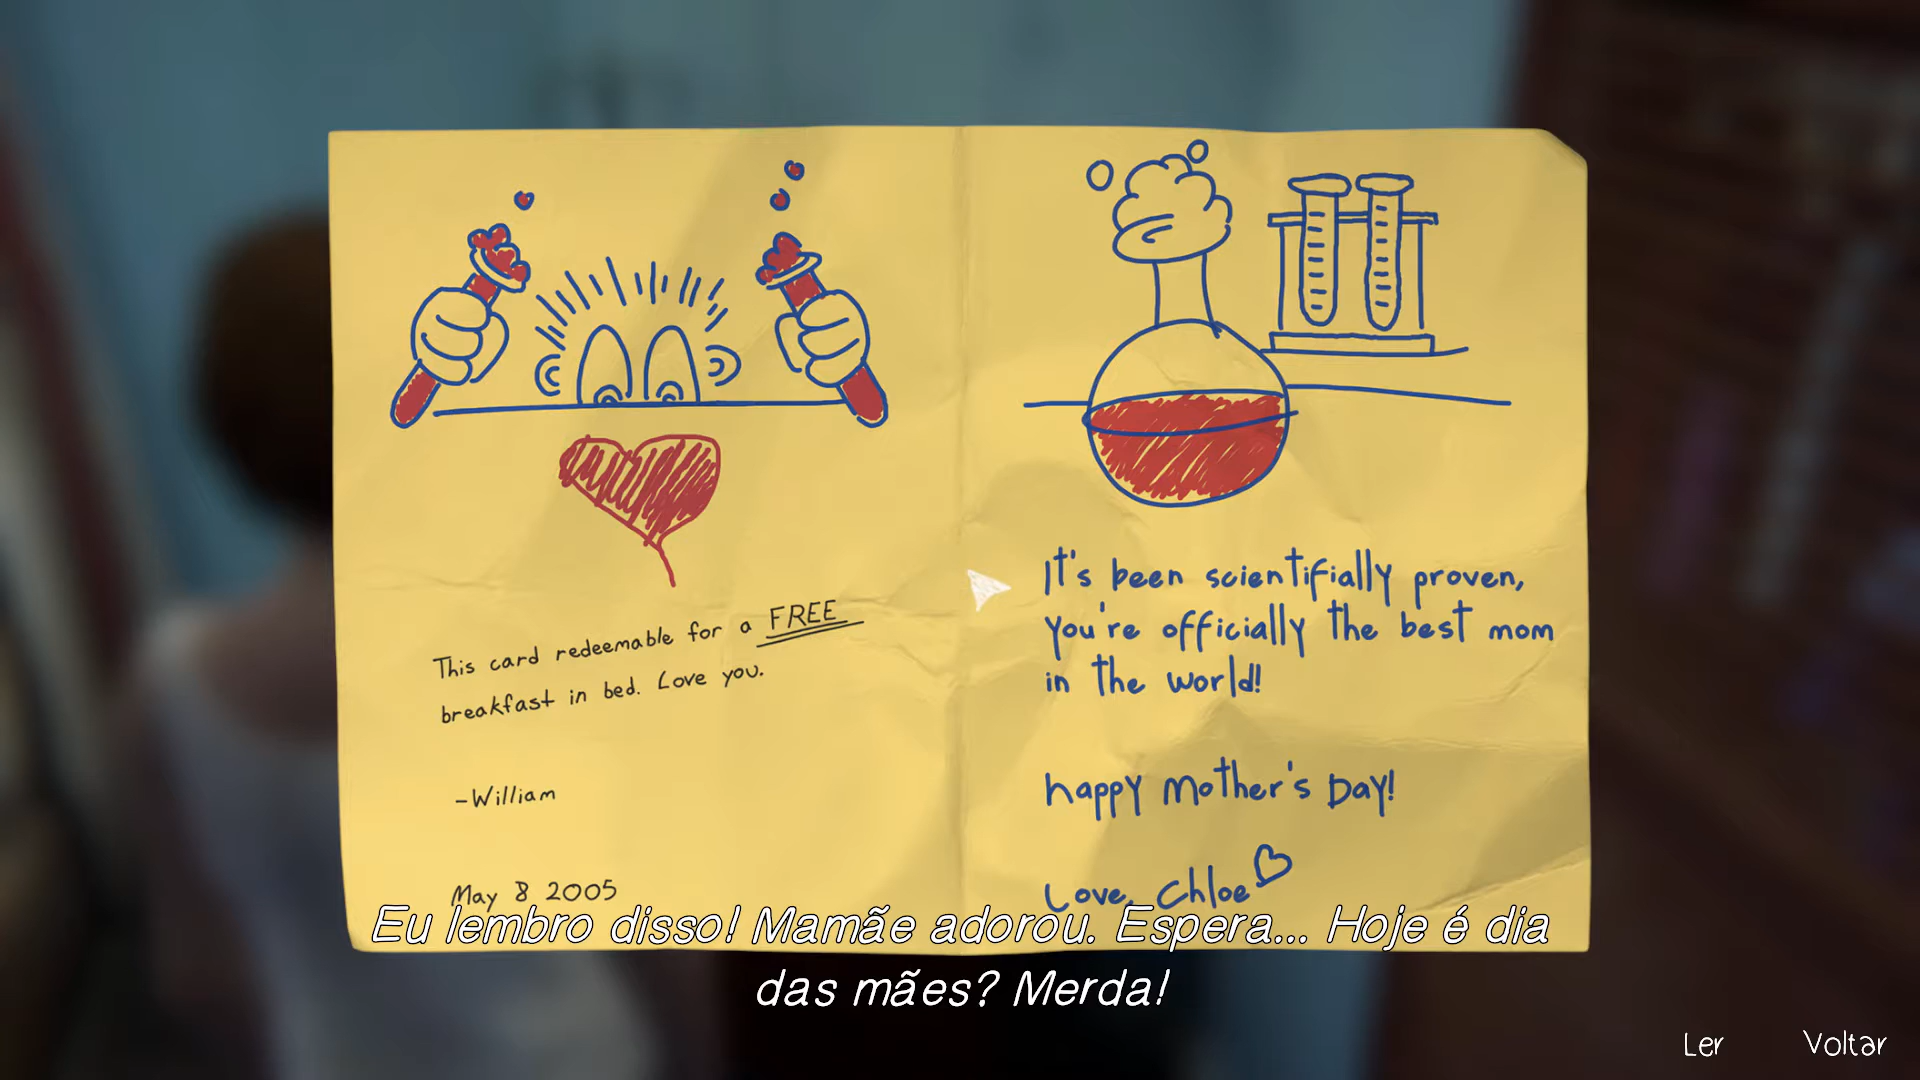 This card redeemable for a FREE
breakfast in bed. Love you.
-William
May 8 2005
It's been scientifially proven,
you're officially the best mom
in the world!
happy Mother's Day!
Love, Chloe
Eu lembro disso! Mamãe adorou. Espera... Hoje é dia
das mães? Merda!
Ler
Voltar